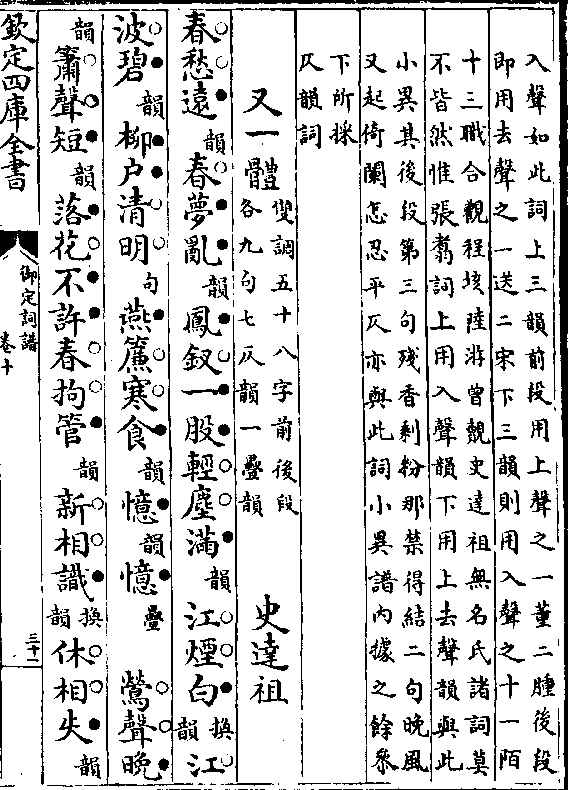 入聲如此詞上三韻前段用上聲之一董二腫後段
即用去聲之一送二宋下三韻則用入聲之十一陌
十三職合觀程垓陸游曾覿史達祖無名氏諸詞莫
不皆然惟張翥詞上用入聲韻下用上去聲韻與此
小異其後段第三句殘香剩粉那禁得結二句晚風
又起倚闌怎忍平仄亦與此詞小異譜內據之餘參
下所採
仄韻詞
又一體 雙調五十八字前後段各九句七仄韻一疊韻 史達祖
春愁遠韻春夢亂韻鳳釵一股輕塵滿韻江煙白換韻江
波碧韻柳户清明句燕簾寒食韻憶韻憶疊 鶯聲晚
韻簫聲短韻落花不許春拘管韻新相識換韻休相失韻
欽定四庫全書
御定詞譜
卷十
三十一